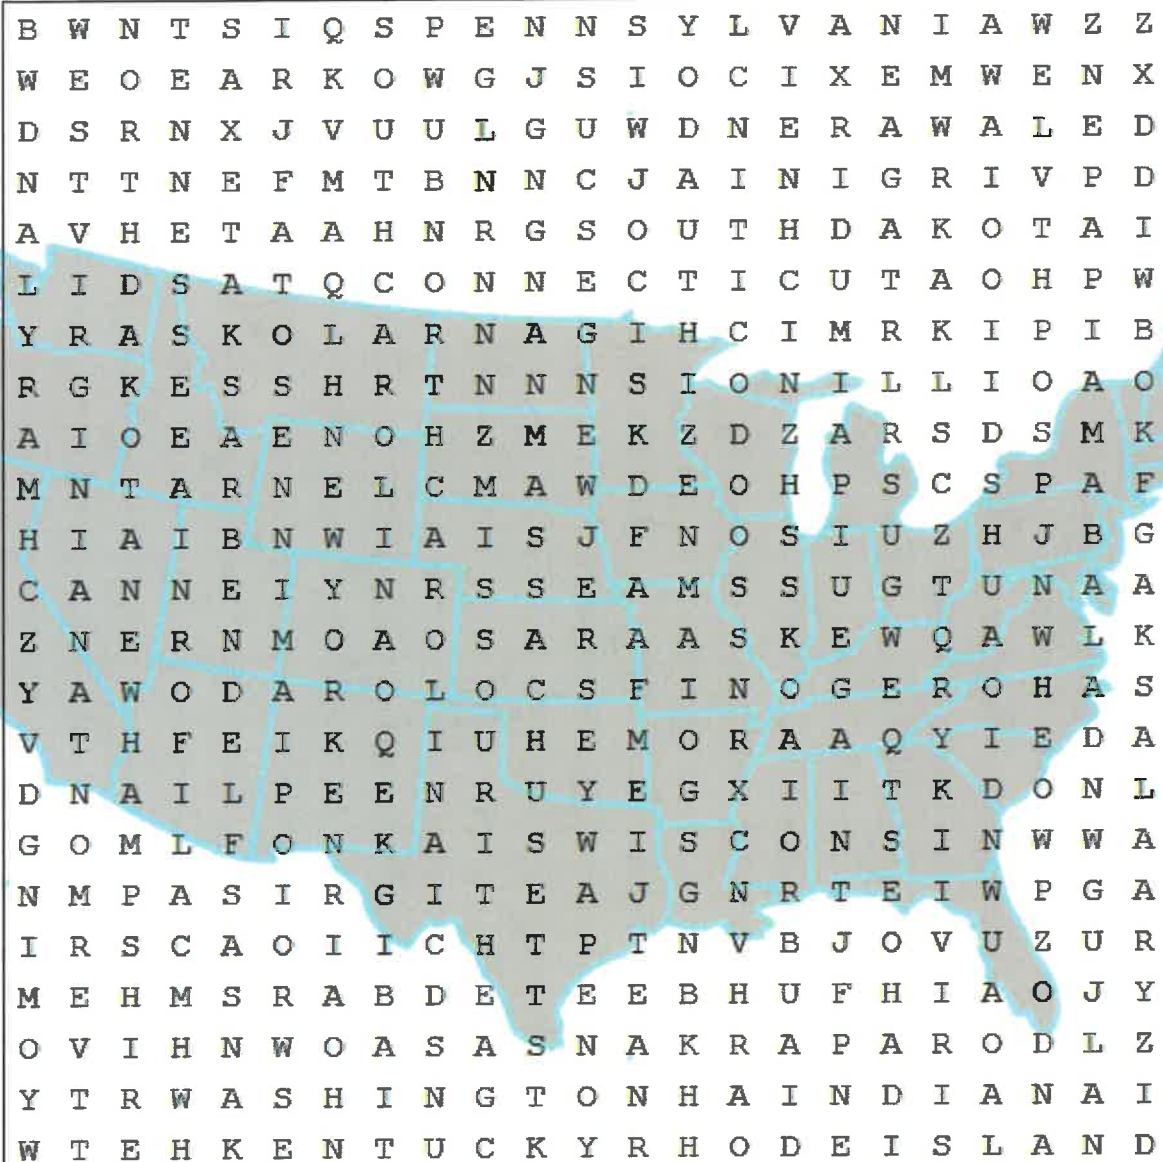 B W N T S I Q S P E N N S Y L V A N I A W Z Z
W E O E A R K O W G J S I O C I X E M W E N X
D S R N X J V U U L G U W D N E R A W A L E D
N T T N E F M T B N N C J A I N I G R I V P D
A V H E T A A H N R G S O U T H D A K O T A I
L I D S A T Q C O N N E C T I C U T A O H P W
Y R A S K O L A R N A G I H C I M R K I P I B
R G K E S S H R T N N N S I O N I L L I O A O
A I O E A E N O H Z M E K Z D Z A R S D S M K
M N T A R N E L C M A W D E O H P S C S P A F
H I A I B N W I A I S J F N O S I U Z H J B G
C A N N E I Y N R S S E A M S S U G T U N A A
Z N E R N M O A O S A R A A S K E W Q A W L K
Y A W O D A R O L O C S F I N O G E R O H A S
V T H F E I K Q I U H E M O R A A Q Y I E D A
D N A I L P E E N R U Y E G X I I T K D O N L
G O M L F O N K A I S W I S C O N S I N W W A
N M P A S I R G I T E A J G N R T E I W P G A
I R S C A O I I C H T P T N V B J O V U Z U R
M E H M S R A B D E T E E B H U F H I A O J Y
O V I H N W O A S A S N A K R A P A R O D L Z
Y T R W A S H I N G T O N H A I N D I A N A I
W T E H K E N T U C K Y R H O D E I S L A N D